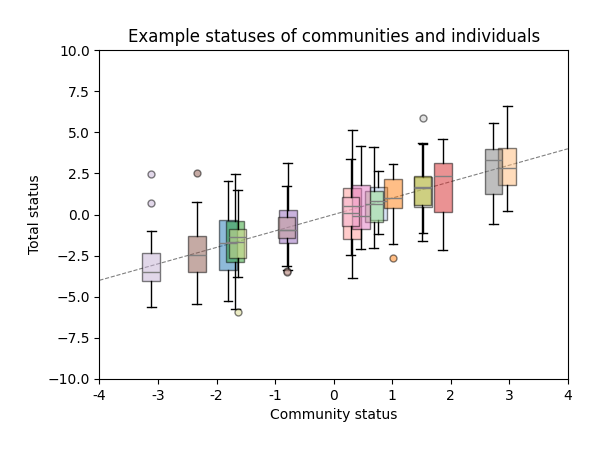 Example statuses of communities and individuals
10.0
7.5
5.0
2.5
0.0
−2.5
−5.0
−7.5
−10.0
Total status
-4 -3 -2 -1 0 1 2 3 4
Community status